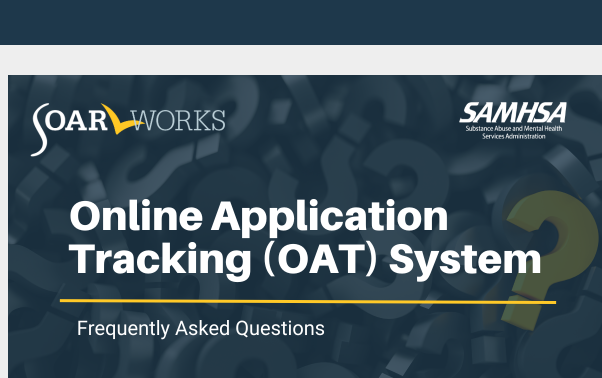 SOAR WORKS
SAMHSA
Substance Abuse and Mental Health
Services Administration
Online Application
Tracking (OAT) System
Frequently Asked Questions